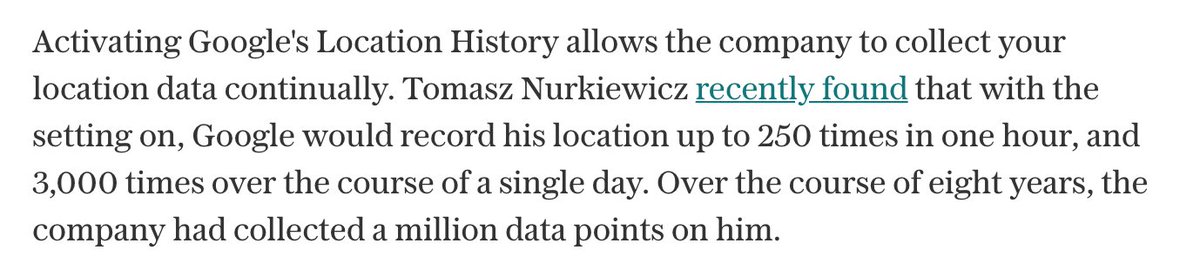 Activating Google's Location History allows the company to collect your
location data continually. Tomasz Nurkiewicz recently found that with the
setting on, Google would record his location up to 250 times in one hour, and
3,000 times over the course of a single day. Over the course of eight years, the
company had collected a million data points on him.